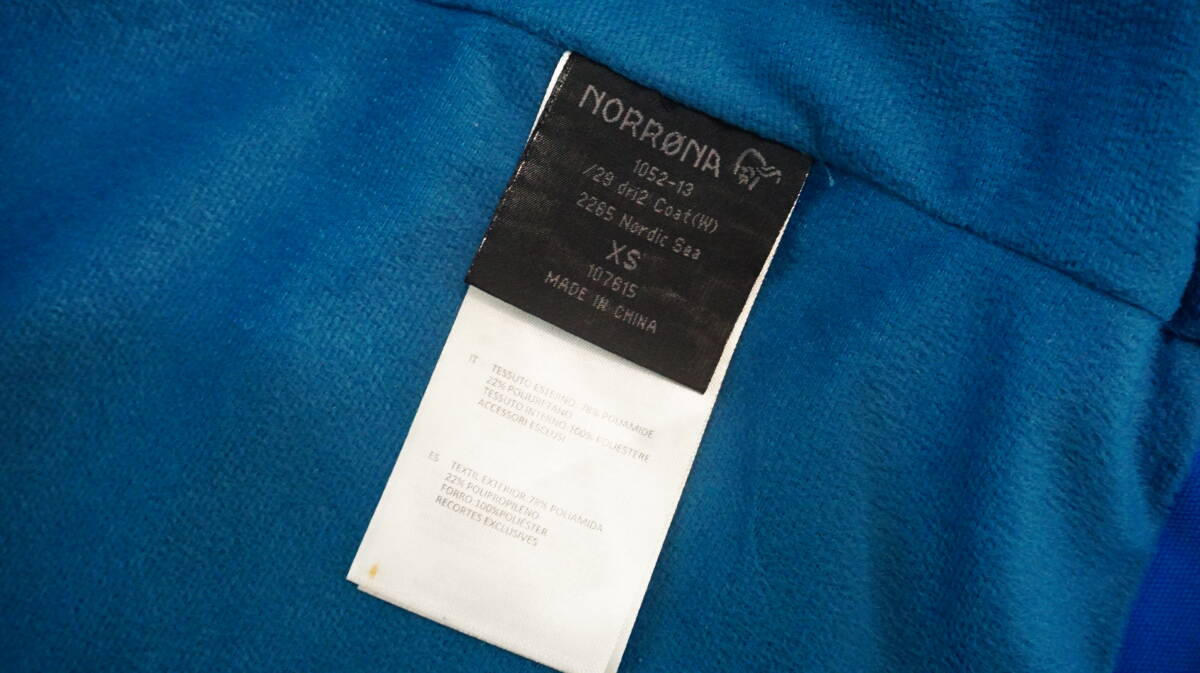 NORRØNA
1052-13
/29 dri2 Coat(W)
2265 Nørdic Sea
XS
107615
MADE IN CHINA
IT TESSUTO ESTERNO: 78% POLIAMIDE
22% POLIURETANO
TESSUTO INTERNO:100% POLIESTERE
ACCESSORI ESCLUSI
ES TEXTIL EXTERIOR:78% POLIAMIDA
22% POLIPROPILENO
FORRO:100%POLIÉSTER
RECORTES EXCLUSIVES